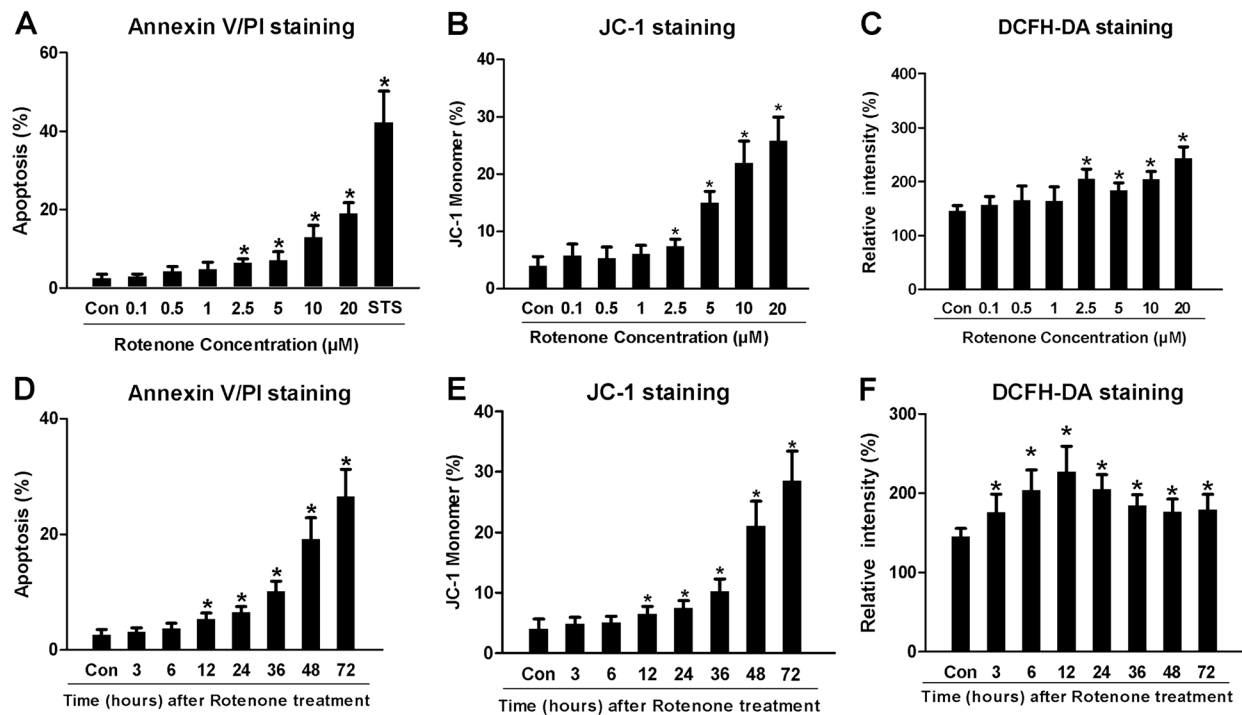 A Annexin V/PI staining
Apoptosis (%)
60
40
20
0
* * * * *
Con 0.1 0.5 1 2.5 5 10 20 STS
Rotenone Concentration (µM)
B JC-1 staining
JC-1 Monomer (%)
40
30
20
10
0
* * * *
Con 0.1 0.5 1 2.5 5 10 20
Rotenone Concentration (µM)
C DCFH-DA staining
Relative intensity (%)
400
300
200
100
0
* * * *
Con 0.1 0.5 1 2.5 5 10 20
Rotenone Concentration (µM)
D Annexin V/PI staining
Apoptosis (%)
40
20
0
* * * * *
Con 3 6 12 24 36 48 72
Time (hours) after Rotenone treatment
E JC-1 staining
JC-1 Monomer (%)
40
30
20
10
0
* * * * *
Con 3 6 12 24 36 48 72
Time (hours) after Rotenone treatment
F DCFH-DA staining
Relative intensity (%)
300
200
100
0
* * * * * * *
Con 3 6 12 24 36 48 72
Time (hours) after Rotenone treatment